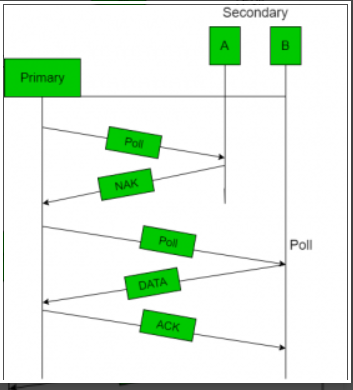 Secondary
A
B
Primary
Poll
NAK
Poll
Poll
DATA
ACK